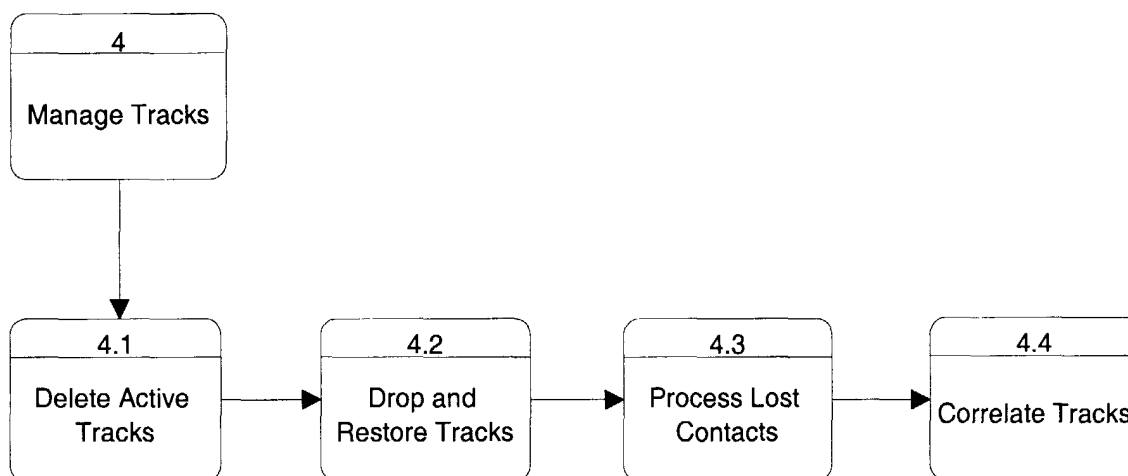 4
Manage Tracks
4.1
Delete Active
Tracks
4.2
Drop and
Restore Tracks
4.3
Process Lost
Contacts
4.4
Correlate Tracks